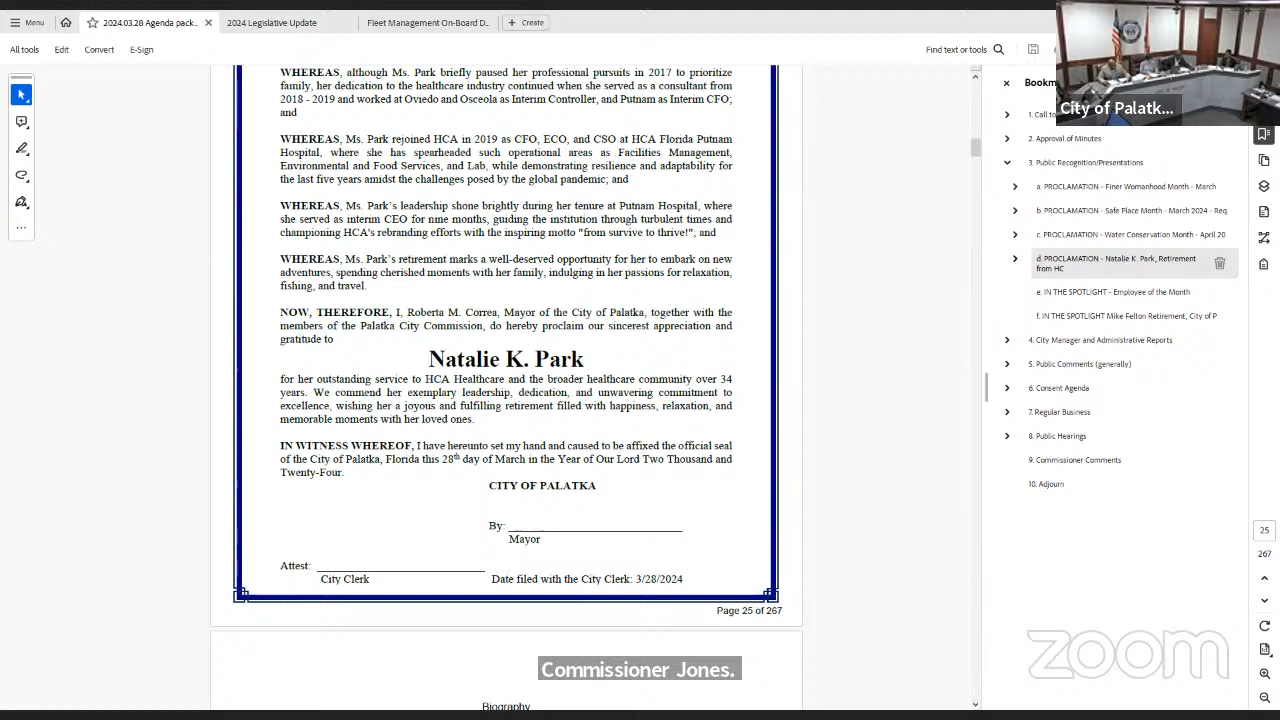 Menu
2024.03.28 Agenda pack...
2024 Legislative Update
Fleet Management On-Board D...
Create
All tools
Edit
Convert
E-Sign
Find text or tools
City of Palatk...
WHEREAS, although Ms. Park briefly paused her professional pursuits in 2017 to prioritize
family, her dedication to the healthcare industry continued when she served as a consultant from
2018 - 2019 and worked at Oviedo and Osceola as Interim Controller, and Putnam as Interim CFO;
and
WHEREAS, Ms. Park rejoined HCA in 2019 as CFO, ECO, and CSO at HCA Florida Putnam
Hospital, where she has spearheaded such operational areas as Facilities Management,
Environmental and Food Services, and Lab, while demonstrating resilience and adaptability for
the last five years amidst the challenges posed by the global pandemic; and
WHEREAS, Ms. Park's leadership shone brightly during her tenure at Putnam Hospital, where
she served as interim CEO for nine months, guiding the institution through turbulent times and
championing HCA's rebranding efforts with the inspiring motto "from survive to thrive!"; and
WHEREAS, Ms. Park's retirement marks a well-deserved opportunity for her to embark on new
adventures, spending cherished moments with her family, indulging in her passions for relaxation,
fishing, and travel.
NOW, THEREFORE, I, Roberta M. Correa, Mayor of the City of Palatka, together with the
members of the Palatka City Commission, do hereby proclaim our sincerest appreciation and
gratitude to
Natalie K. Park
for her outstanding service to HCA Healthcare and the broader healthcare community over 34
years. We commend her exemplary leadership, dedication, and unwavering commitment to
excellence, wishing her a joyous and fulfilling retirement filled with happiness, relaxation, and
memorable moments with her loved ones.
IN WITNESS WHEREOF, I have hereunto set my hand and caused to be affixed the official seal
of the City of Palatka, Florida this 28th day of March in the Year of Our Lord Two Thousand and
Twenty-Four.
CITY OF PALATKA
By:
Mayor
Attest:
City Clerk
Date filed with the City Clerk: 3/28/2024
Page 25 of 267
Biography
Commissioner Jones.
Bookm
1. Call to
2. Approval of Minutes
3. Public Recognition/Presentations
a. PROCLAMATION - Finer Womanhood Month - March
b. PROCLAMATION - Safe Place Month - March 2024 - Req
c. PROCLAMATION - Water Conservation Month - April 20
d. PROCLAMATION - Natalie K. Park, Retirement
from HC
e. IN THE SPOTLIGHT - Employee of the Month
f. IN THE SPOTLIGHT Mike Felton Retirement, City of P
4. City Manager and Administrative Reports
5. Public Comments (generally)
6. Consent Agenda
7. Regular Business
8. Public Hearings
9. Commissioner Comments
10. Adjourn
25
267
zoom